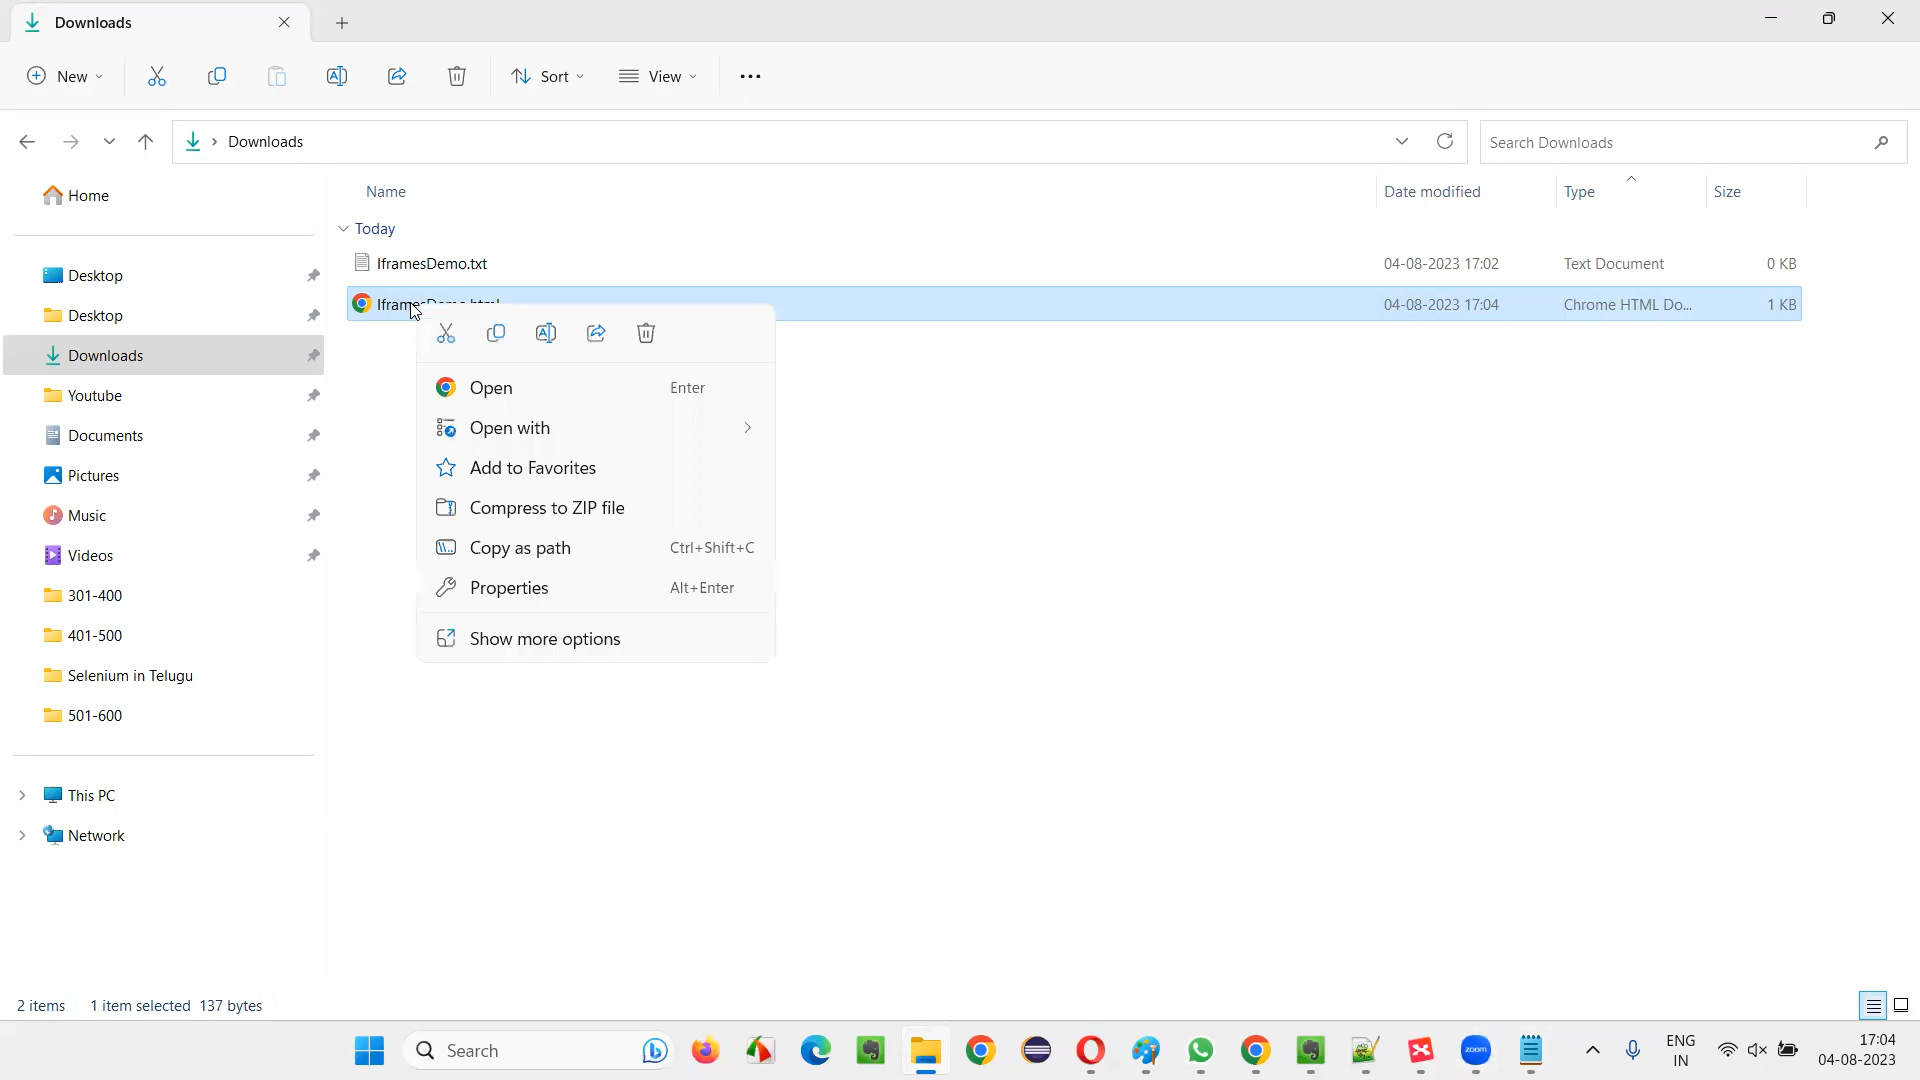 Downloads
New
Sort
View
Downloads
Search Downloads
Home
Desktop
Desktop
Downloads
Youtube
Documents
Pictures
Music
Videos
301-400
401-500
Selenium in Telugu
501-600
This PC
Network
Name Date modified Type Size
Today
IframesDemo.txt 04-08-2023 17:02 Text Document 0 KB
IframesDemo.html 04-08-2023 17:04 Chrome HTML Do... 1 KB
Open Enter
Open with
Add to Favorites
Compress to ZIP file
Copy as path Ctrl+Shift+C
Properties Alt+Enter
Show more options
2 items 1 item selected 137 bytes
Search
zoom
ENG
IN
17:04
04-08-2023